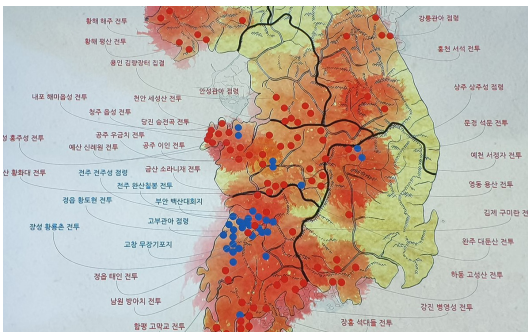 황해 해주 전투
강릉관아 점령
황해 평산 전투
홍천 서석 전투
용인 김량장터 집결
안성관아 점령
상주 상주성 점령
내포 해미읍성 전투
천안 세성산 전투
청주 읍성 전투
당진 승전곡 전투
문경 석문 전투
성 홍주성 전투
공주 우금치 전투
예산 신례원 전투
공주 이인 전투
예천 서정자 전투
산 황화대 전투
전주 전주성 점령
금산 소라니재 전투
영동 용산 전투
전주 완산칠봉 전투
정읍 황토현 전투
부안 백산대회지
김제 구미란 전
장성 황룡촌 전투
고부관아 점령
고창 무장기포지
완주 대둔산 전투
정읍 태인 전투
하동 고성산 전투
남원 방아치 전투
강진 병영성 전투
함평 고막교 전투
장흥 석대들 전투